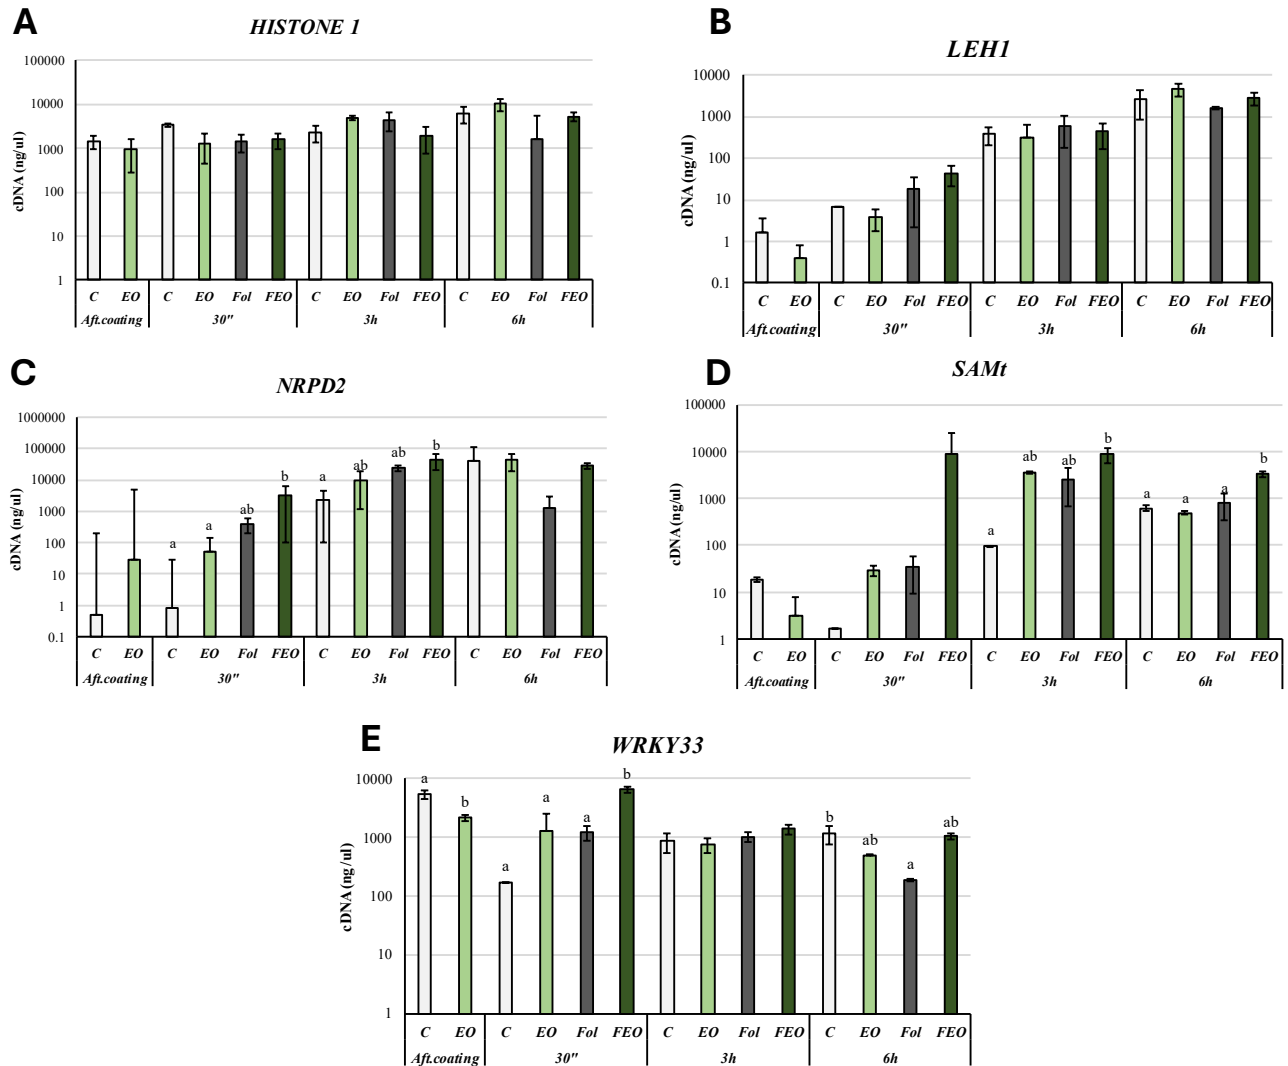 A
HISTONE 1
cDNA (ng/ul)
100000
10000
1000
100
10
1
C EO C EO Fol FEO C EO Fol FEO C EO Fol FEO
Aft.coating 30" 3h 6h
B
LEH1
cDNA (ng/ul)
10000
1000
100
10
1
0.1
C EO C EO Fol FEO C EO Fol FEO C EO Fol FEO
Aft.coating 30" 3h 6h
C
NRPD2
cDNA (ng/ul)
1000000
100000
10000
1000
100
10
1
0.1
a a ab b a ab ab b
C EO C EO Fol FEO C EO Fol FEO C EO Fol FEO
Aft.coating 30" 3h 6h
D
SAMt
cDNA (ng/ul)
100000
10000
1000
100
10
1
a ab ab b a a a b
C EO C EO Fol FEO C EO Fol FEO C EO Fol FEO
Aft.coating 30" 3h 6h
E
WRKY33
cDNA (ng/ul)
10000
1000
100
10
1
a b a a a b b ab a ab
C EO C EO Fol FEO C EO Fol FEO C EO Fol FEO
Aft.coating 30" 3h 6h